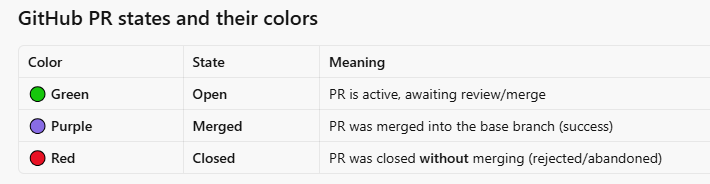 GitHub PR states and their colors
Color State Meaning
Green Open PR is active, awaiting review/merge
Purple Merged PR was merged into the base branch (success)
Red Closed PR was closed without merging (rejected/abandoned)